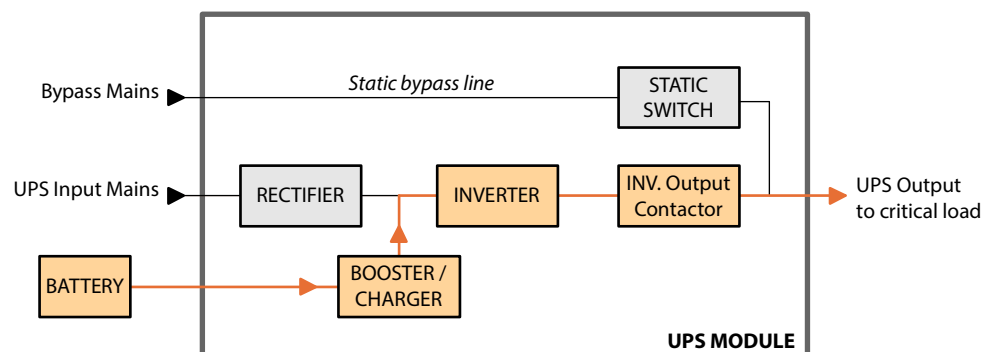 Bypass Mains
Static bypass line
STATIC
SWITCH
UPS Input Mains
RECTIFIER
INVERTER
INV. Output
Contactor
UPS Output
to critical load
BATTERY
BOOSTER /
CHARGER
UPS MODULE